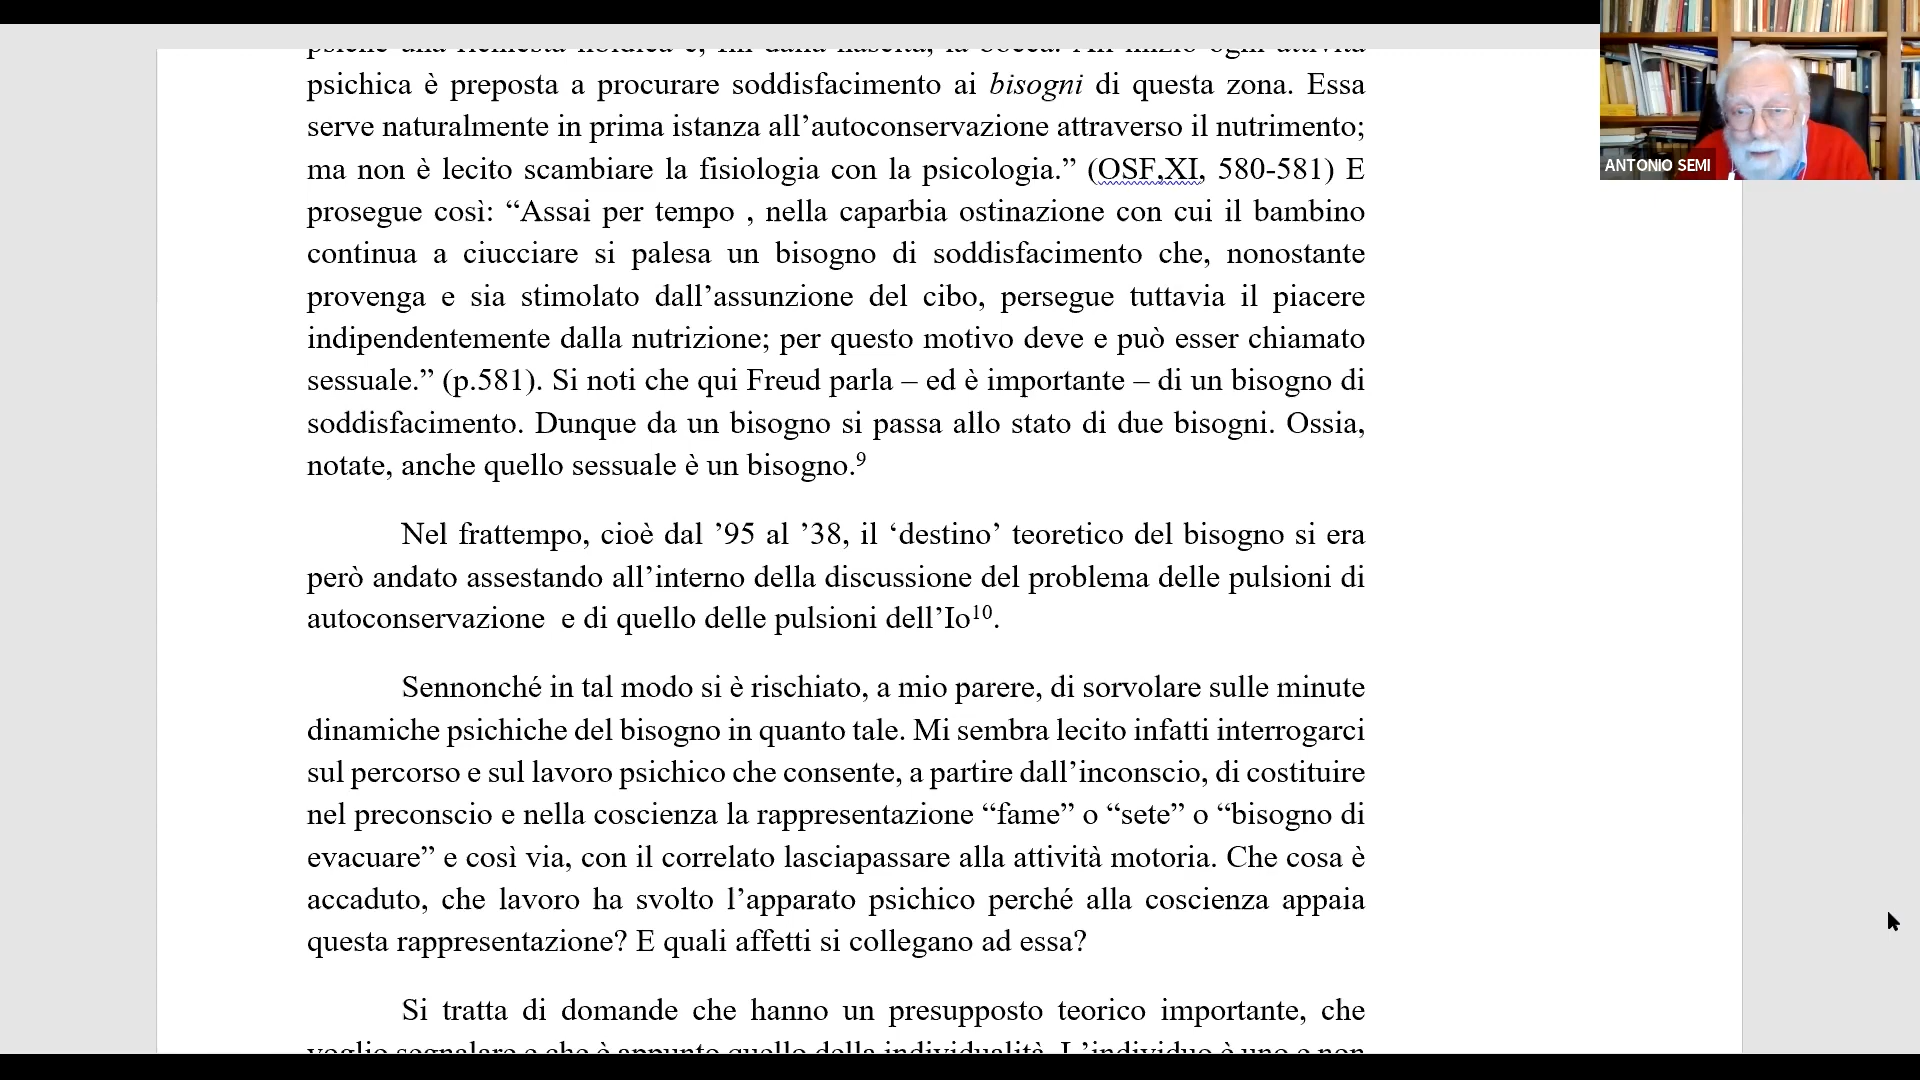 psichica è preposta a procurare soddisfacimento ai bisogni di questa zona. Essa
serve naturalmente in prima istanza all’autoconservazione attraverso il nutrimento;
ma non è lecito scambiare la fisiologia con la psicologia.” (OSF,XI, 580-581) E
prosegue così: “Assai per tempo , nella caparbia ostinazione con cui il bambino
continua a ciucciare si palesa un bisogno di soddisfacimento che, nonostante
provenga e sia stimolato dall’assunzione del cibo, persegue tuttavia il piacere
indipendentemente dalla nutrizione; per questo motivo deve e può esser chiamato
sessuale.” (p.581). Si noti che qui Freud parla – ed è importante – di un bisogno di
soddisfacimento. Dunque da un bisogno si passa allo stato di due bisogni. Ossia,
notate, anche quello sessuale è un bisogno.⁹
Nel frattempo, cioè dal ’95 al ’38, il ‘destino’ teoretico del bisogno si era
però andato assestando all’interno della discussione del problema delle pulsioni di
autoconservazione  e di quello delle pulsioni dell’Io¹⁰.
Sennonché in tal modo si è rischiato, a mio parere, di sorvolare sulle minute
dinamiche psichiche del bisogno in quanto tale. Mi sembra lecito infatti interrogarci
sul percorso e sul lavoro psichico che consente, a partire dall’inconscio, di costituire
nel preconscio e nella coscienza la rappresentazione “fame” o “sete” o “bisogno di
evacuare” e così via, con il correlato lasciapassare alla attività motoria. Che cosa è
accaduto, che lavoro ha svolto l’apparato psichico perché alla coscienza appaia
questa rappresentazione? E quali affetti si collegano ad essa?
Si tratta di domande che hanno un presupposto teorico importante, che
voglio segnalare e che è appunto quello della individualità. L’individuo è uno e non
ANTONIO SEMI